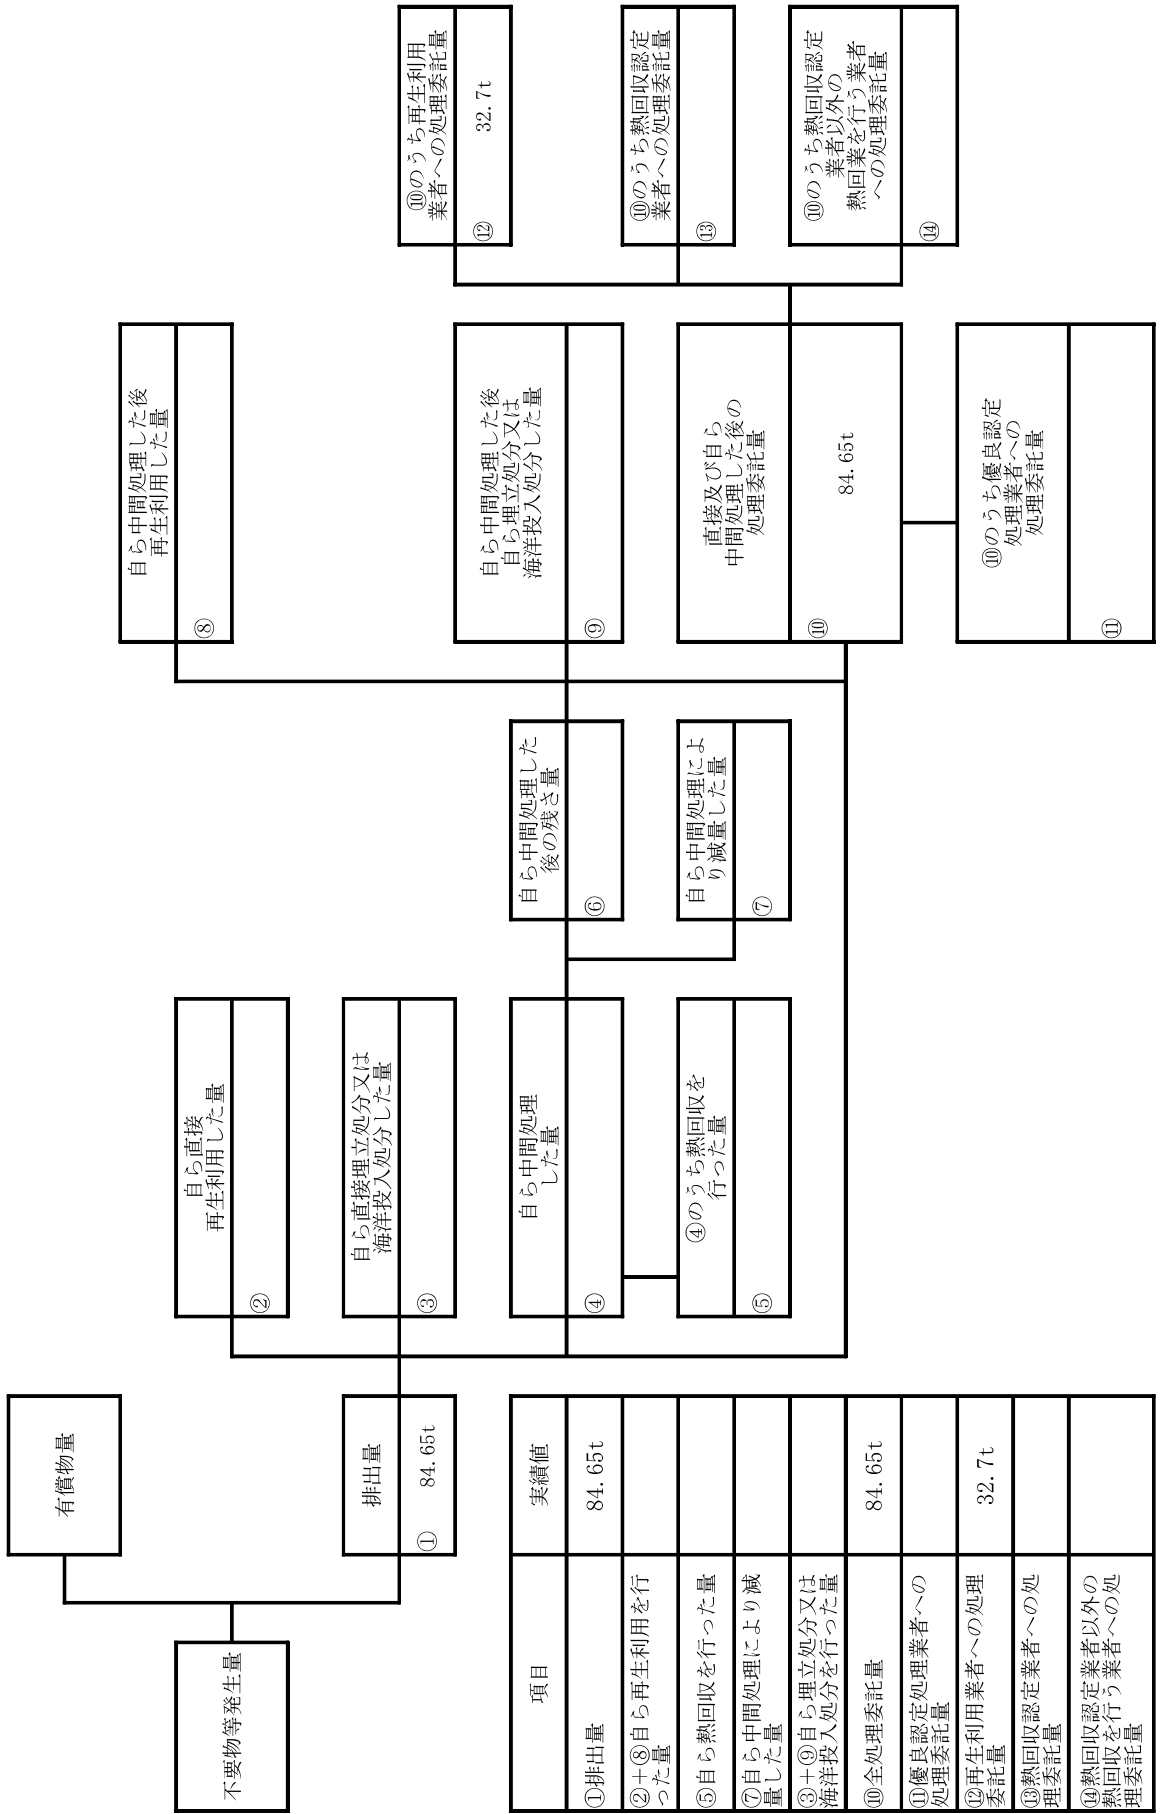 有償物量
不要物等発生量
排出量
① 84.65t
自ら直接
再生利用した量
②
自ら直接埋立処分又は
海洋投入処分した量
③
自ら中間処理
した量
④
④のうち熱回収を
行った量
⑤
自ら中間処理した
後の残さ量
⑥
自ら中間処理によ
り減量した量
⑦
自ら中間処理した後
再生利用した量
⑧
自ら中間処理した後
自ら埋立処分又は
海洋投入処分した量
⑨
直接及び自ら
中間処理した後の
処理委託量
⑩ 84.65t
⑩のうち優良認定
処理業者への
処理委託量
⑪
⑩のうち再生利用
業者への処理委託量
⑫ 32.7t
⑩のうち熱回収認定
業者への処理委託量
⑬
⑩のうち熱回収認定
業者以外の
熱回業を行う業者
への処理委託量
⑭
項目 実績値
①排出量 84.65t
②+⑧自ら再生利用を行
った量
⑤自ら熱回収を行った量
⑦自ら中間処理により減
量した量
③+⑨自ら埋立処分又は
海洋投入処分を行った量
⑩全処理委託量 84.65t
⑪優良認定処理業者への
処理委託量
⑫再生利用業者への処理
委託量 32.7t
⑬熱回収認定業者への処
理委託量
⑭熱回収認定業者以外の
熱回収を行う業者への処
理委託量